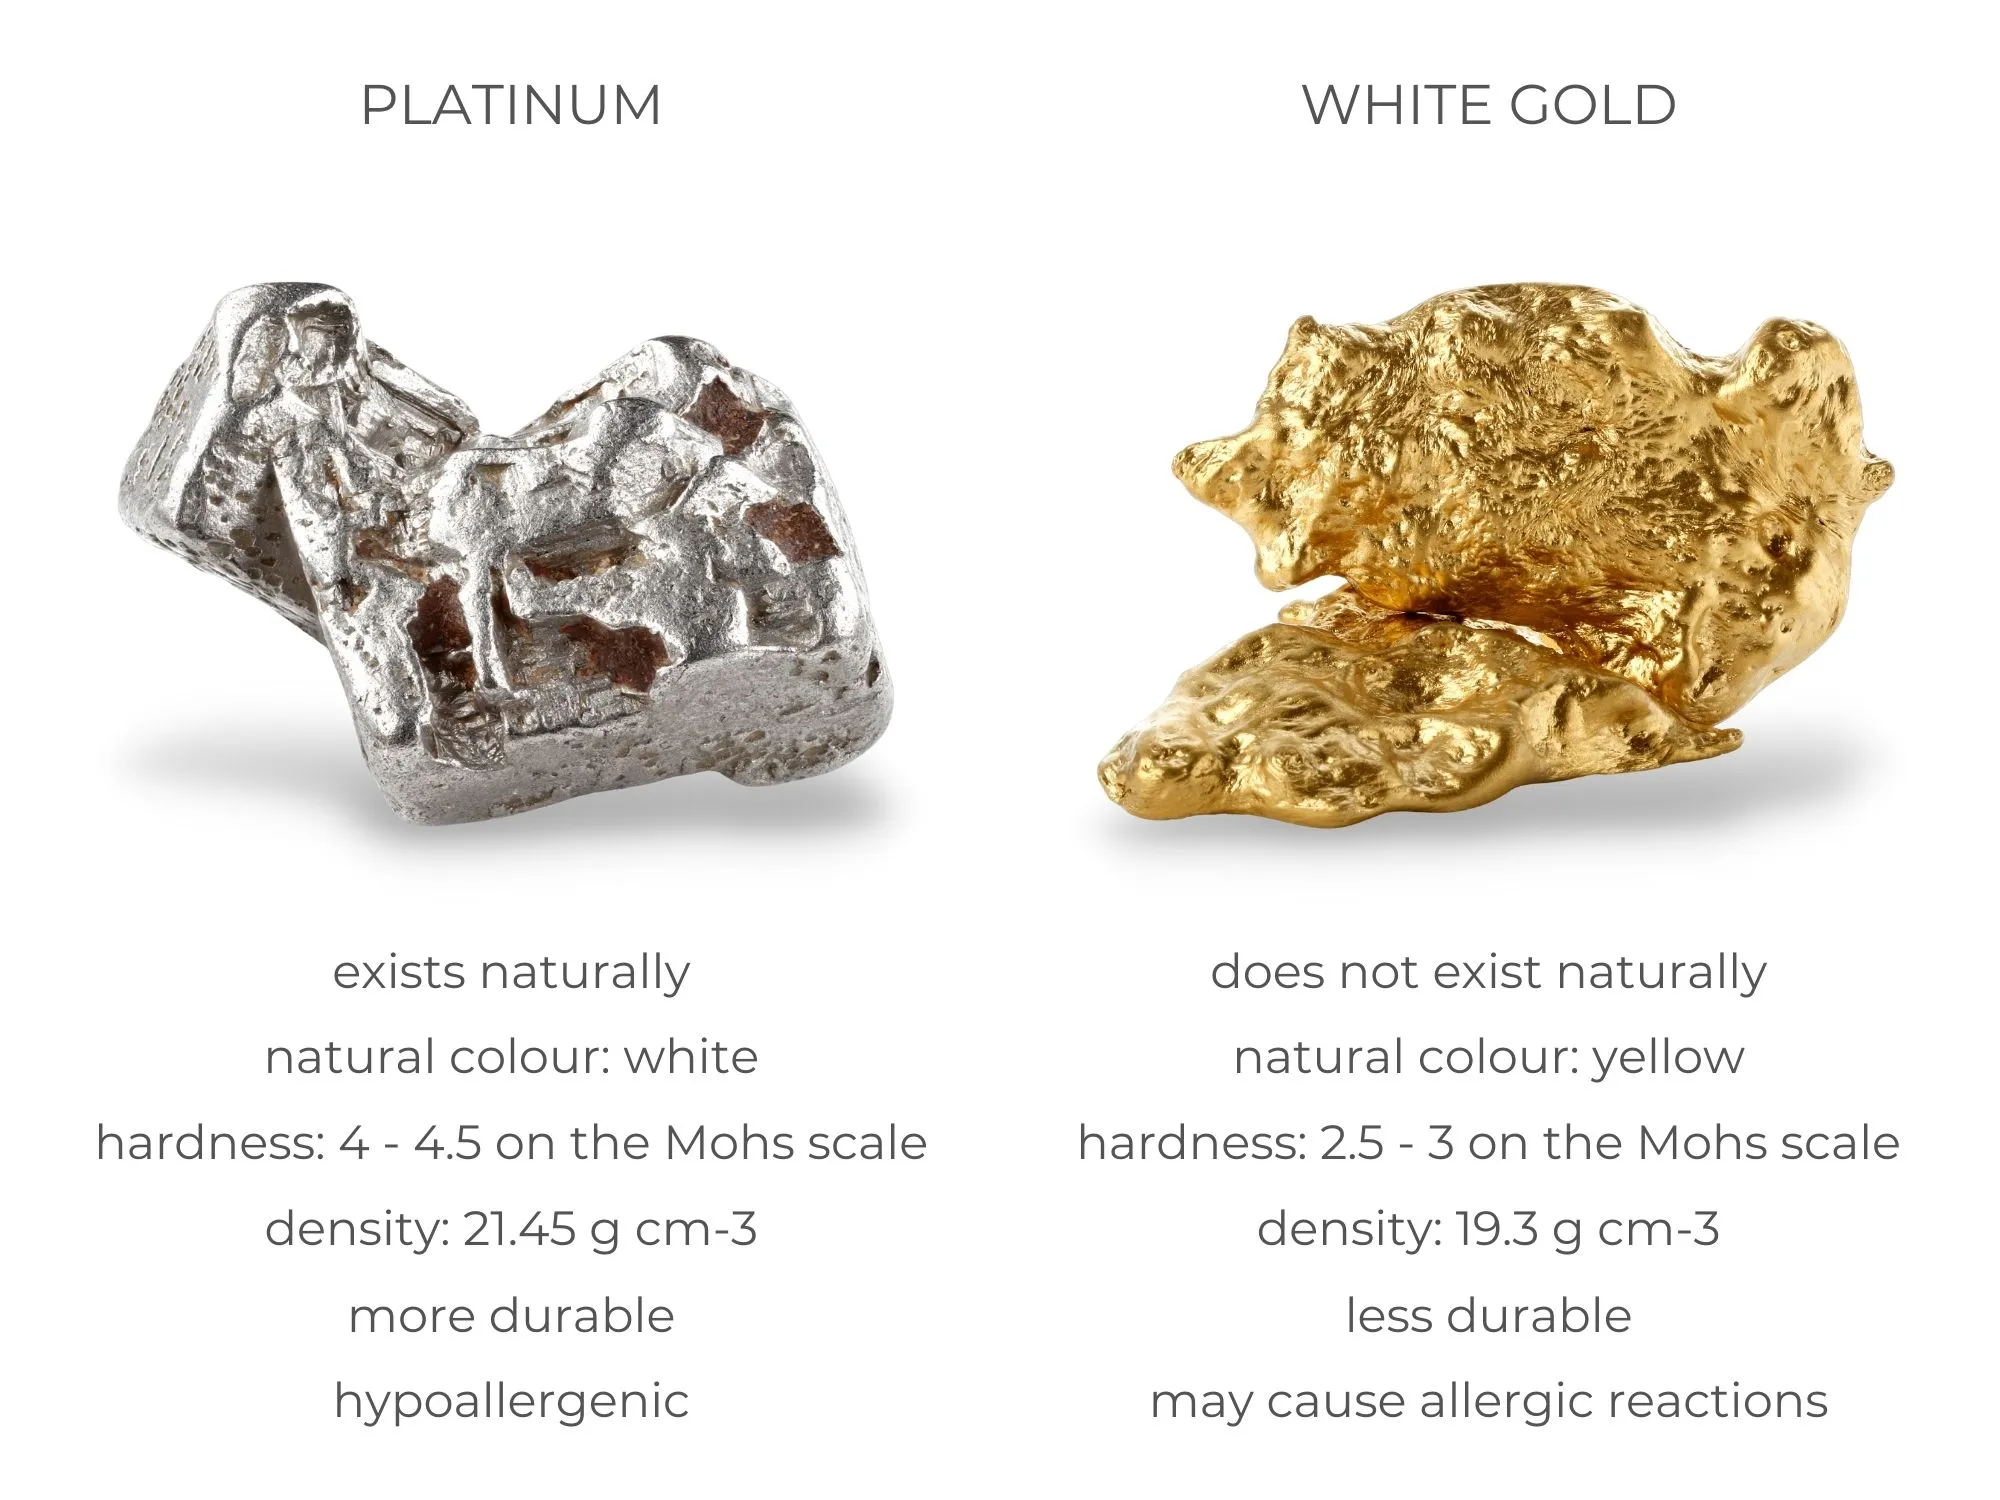 PLATINUM
WHITE GOLD
exists naturally
natural colour: white
hardness: 4 - 4.5 on the Mohs scale
density: 21.45 g cm-3
more durable
hypoallergenic
does not exist naturally
natural colour: yellow
hardness: 2.5 - 3 on the Mohs scale
density: 19.3 g cm-3
less durable
may cause allergic reactions